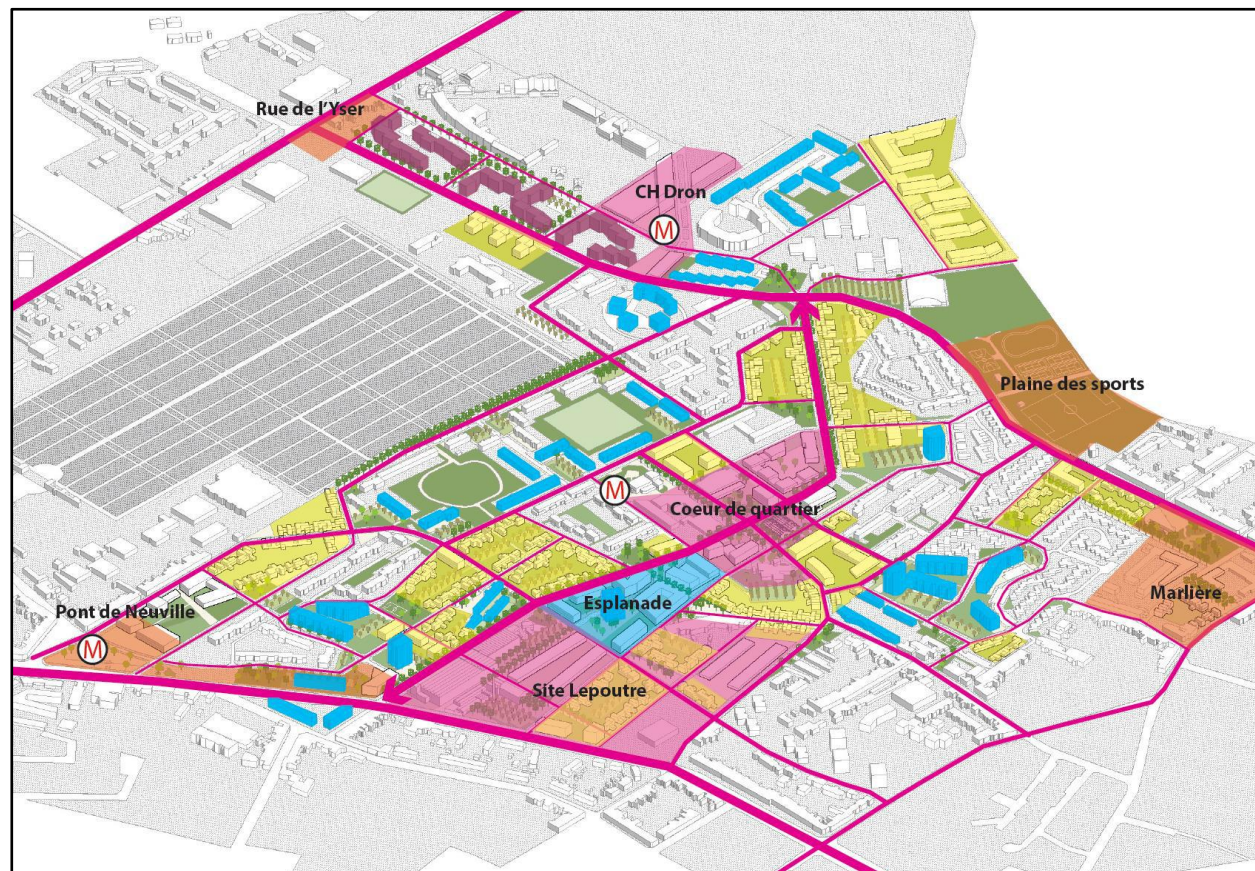 Rue de l'Yser
CH Dron
M
Plaine des sports
M
Coeur de quartier
Esplanade
Marlière
Pont de Neuville
M
Site Lepoutre